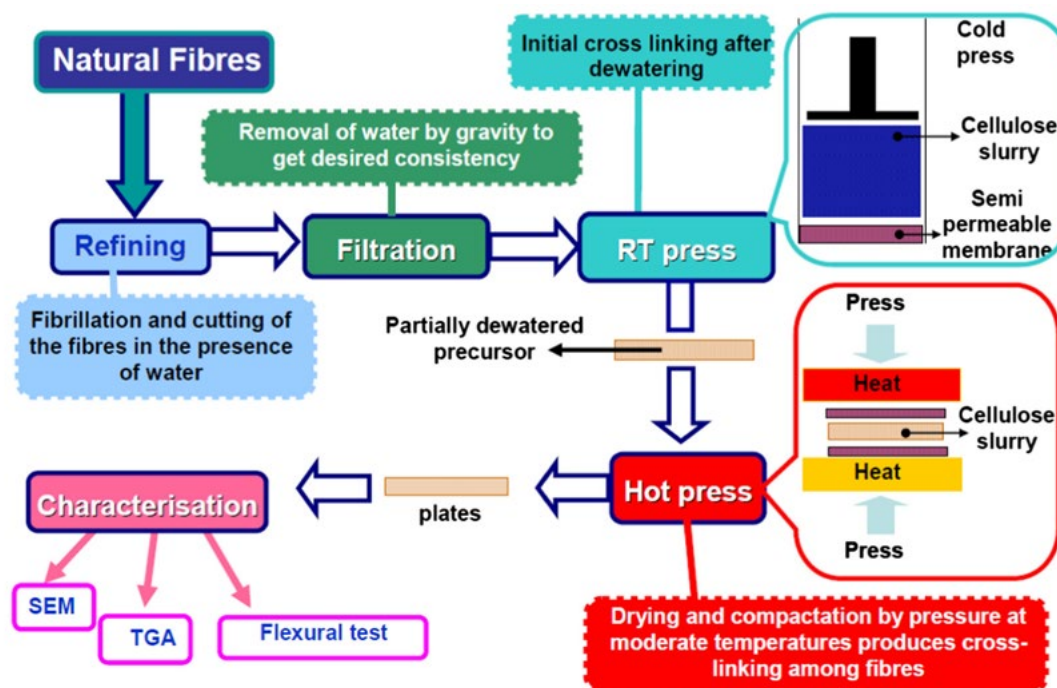 Natural Fibres
Initial cross linking after
dewatering
Cold
press
Cellulose
slurry
Semi
permeable
membrane
Removal of water by gravity to
get desired consistency
Refining
Filtration
RT press
Fibrillation and cutting of
the fibres in the presence
of water
Partially dewatered
precursor
Press
Heat
Cellulose
slurry
Heat
Press
Characterisation
plates
Hot press
SEM
TGA
Flexural test
Drying and compactation by pressure at
moderate temperatures produces cross-
linking among fibres